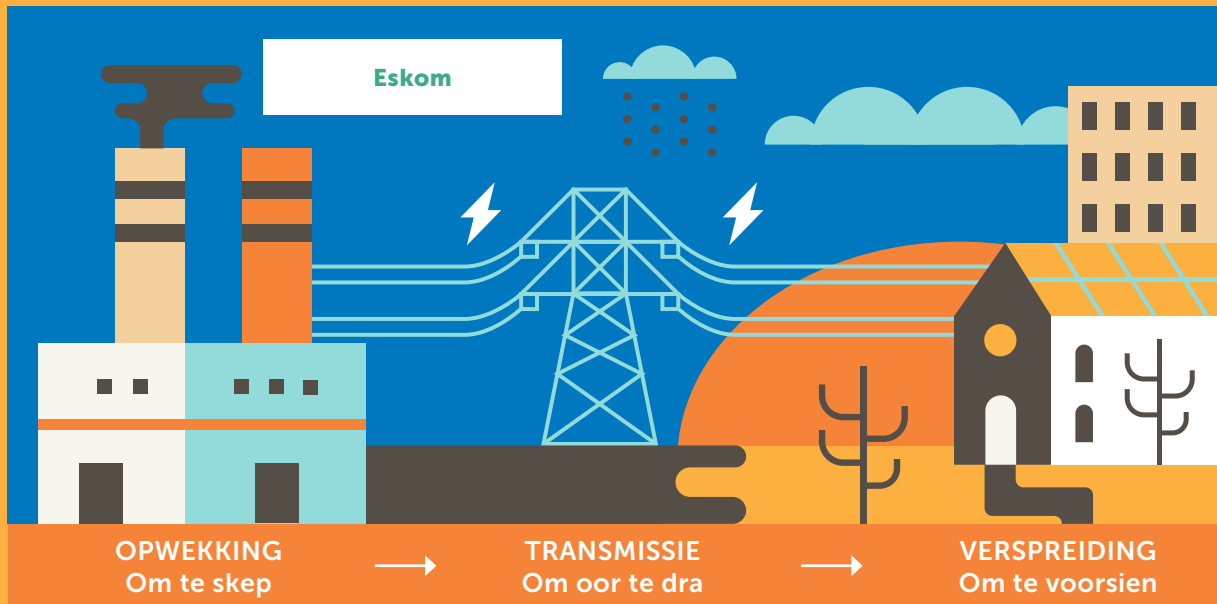 Eskom
OPWEKKING
Om te skep
TRANSMISSIE
Om oor te dra
VERSPREIDING
Om te voorsien